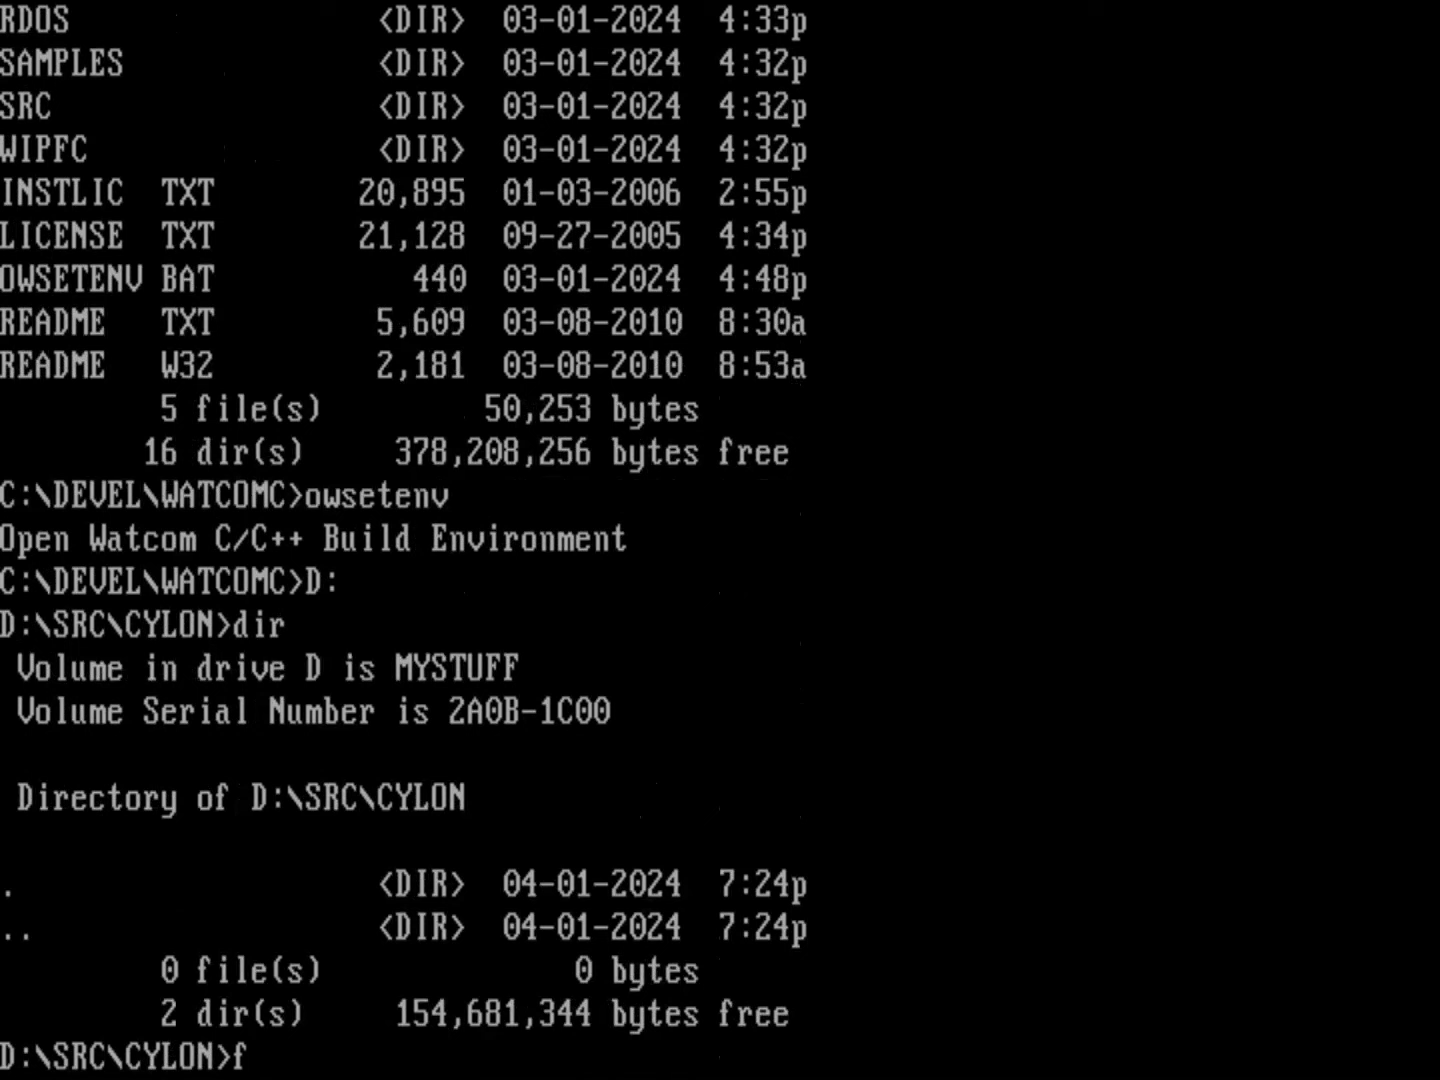 RDOS <DIR> 03-01-2024 4:33p
SAMPLES <DIR> 03-01-2024 4:32p
SRC <DIR> 03-01-2024 4:32p
WIPFC <DIR> 03-01-2024 4:32p
INSTLIC TXT 20,895 01-03-2006 2:55p
LICENSE TXT 21,128 09-27-2005 4:34p
OWSETENV BAT 440 03-01-2024 4:48p
README TXT 5,609 03-08-2010 8:30a
README W32 2,181 03-08-2010 8:53a
5 file(s) 50,253 bytes
16 dir(s) 378,208,256 bytes free
C:\DEVEL\WATCOMC>owsetenv
Open Watcom C/C++ Build Environment
C:\DEVEL\WATCOMC>D:
D:\SRC\CYLON>dir
Volume in drive D is MYSTUFF
Volume Serial Number is 2A0B-1C00
Directory of D:\SRC\CYLON
. <DIR> 04-01-2024 7:24p
.. <DIR> 04-01-2024 7:24p
0 file(s) 0 bytes
2 dir(s) 154,681,344 bytes free
D:\SRC\CYLON>f